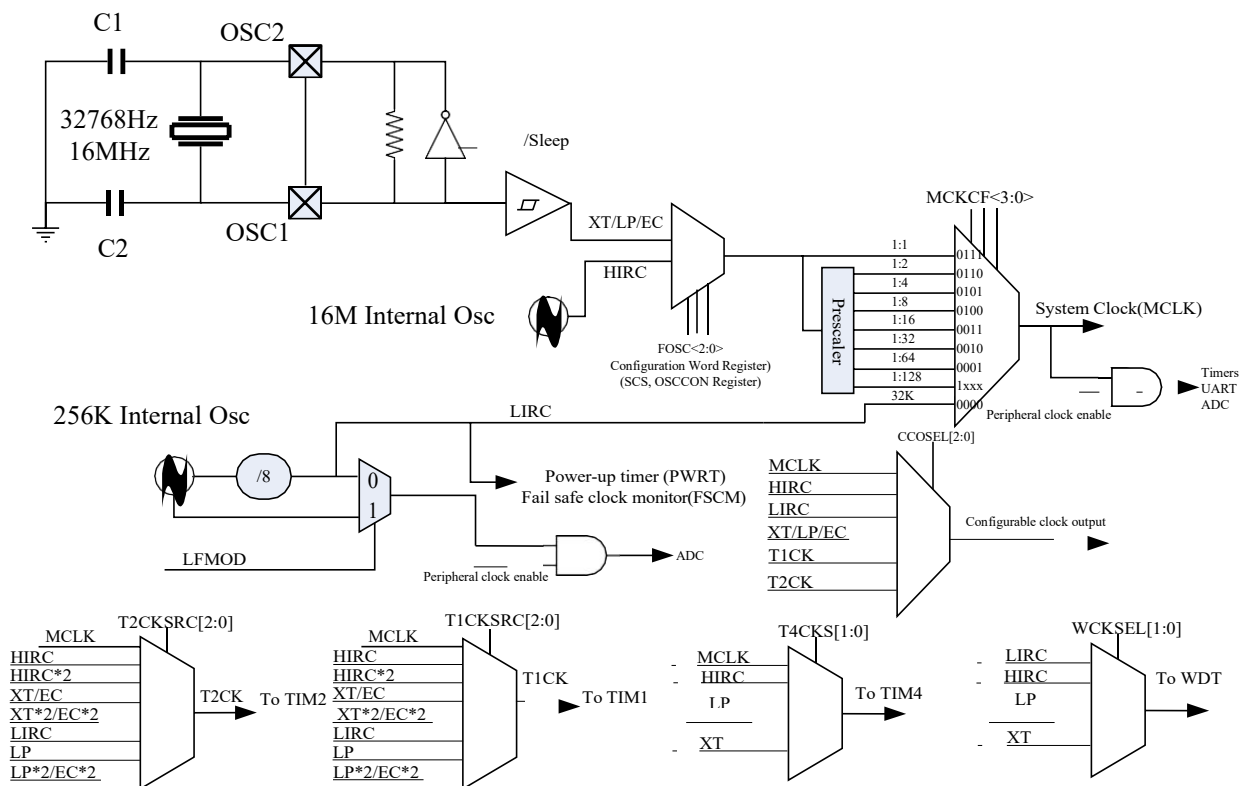 C1
OSC2
32768Hz
16MHz
/Sleep
C2
OSC1
XT/LP/EC
HIRC
16M Internal Osc
FOSC<2:0>
Configuration Word Register)
(SCS, OSCCON Register)
MCKCF<3:0>
Prescaler
1:1
0111
1:2
0110
1:4
0101
1:8
0100
1:16
0011
1:32
0010
1:64
0001
1:128
1xxx
32K
0000
System Clock(MCLK)
Peripheral clock enable
Timers
UART
ADC
256K Internal Osc
LIRC
/8
0
1
LFMOD
Power-up timer (PWRT)
Fail safe clock monitor(FSCM)
Peripheral clock enable
ADC
CCOSEL[2:0]
MCLK
HIRC
LIRC
XT/LP/EC
T1CK
T2CK
Configurable clock output
T2CKSRC[2:0]
MCLK
HIRC
HIRC*2
XT/EC
XT*2/EC*2
LIRC
LP
LP*2/EC*2
T2CK
To TIM2
T1CKSRC[2:0]
MCLK
HIRC
HIRC*2
XT/EC
XT*2/EC*2
LIRC
LP
LP*2/EC*2
T1CK
To TIM1
T4CKS[1:0]
MCLK
HIRC
LP
XT
To TIM4
WCKSEL[1:0]
LIRC
HIRC
LP
XT
To WDT